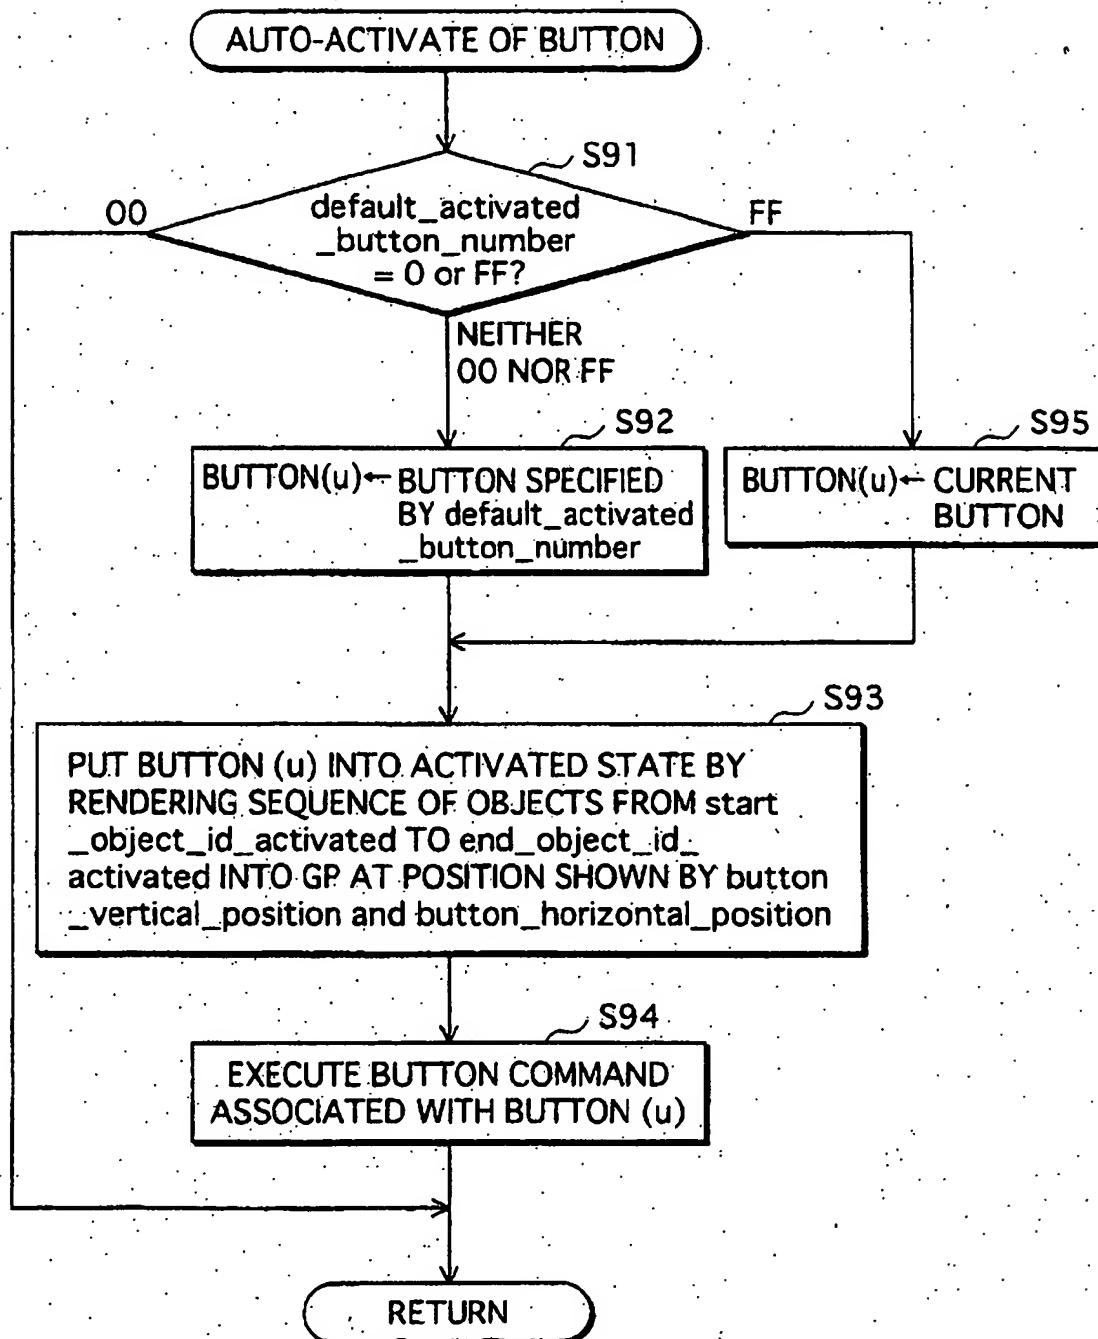 AUTO-ACTIVATE OF BUTTON
S91
00
default_activated
_button_number
= 0 or FF?
FF
NEITHER
00 NOR FF
S92
BUTTON(u)← BUTTON SPECIFIED
BY default_activated
_button_number
S95
BUTTON(u)← CURRENT
BUTTON
S93
PUT BUTTON (u) INTO ACTIVATED STATE BY
RENDERING SEQUENCE OF OBJECTS FROM start
_object_id_activated TO end_object_id_
activated INTO GP AT POSITION SHOWN BY button
_vertical_position and button_horizontal_position
S94
EXECUTE BUTTON COMMAND
ASSOCIATED WITH BUTTON (u)
RETURN